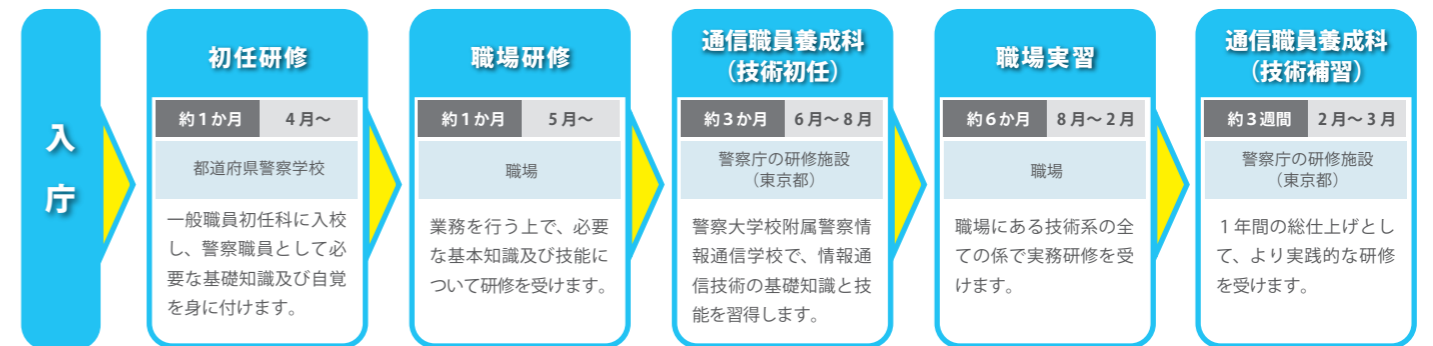 入庁
初任研修
約1か月 4月〜
都道府県警察学校
一般職員初任科に入校
し、警察職員として必
要な基礎知識及び自覚
を身に付けます。
職場研修
約1か月 5月〜
職場
業務を行う上で、必要
な基本知識及び技能に
ついて研修を受けます。
通信職員養成科
（技術初任）
約3か月 6月〜8月
警察庁の研修施設
（東京都）
警察大学校附属警察情
報通信学校で、情報通
信技術の基礎知識と技
能を習得します。
職場実習
約6か月 8月〜2月
職場
職場にある技術系の全
ての係で実務研修を受
けます。
通信職員養成科
（技術補習）
約3週間 2月〜3月
警察庁の研修施設
（東京都）
１年間の総仕上げとし
て、より実践的な研修
を受けます。